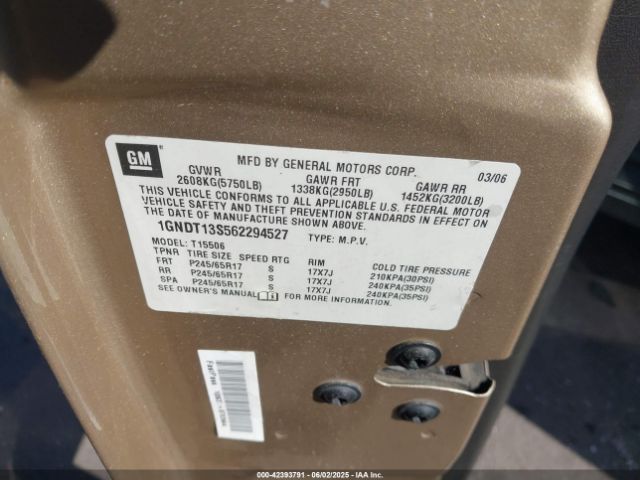 GM
MFD BY GENERAL MOTORS CORP. 03/06
GVWR GAWR FRT GAWR RR
2608KG(5750LB) 1338KG(2950LB) 1452KG(3200LB)
THIS VEHICLE CONFORMS TO ALL APPLICABLE U.S. FEDERAL MOTOR
VEHICLE SAFETY AND THEFT PREVENTION STANDARDS IN EFFECT ON
THE DATE OF MANUFACTURE SHOWN ABOVE.
1GNDT13S562294527 TYPE: M.P.V.
MODEL: T15506
TPNR TIRE SIZE SPEED RTG RIM COLD TIRE PRESSURE
FRT P245/65R17 S 17X7J 210KPA(30PSI)
RR P245/65R17 S 17X7J 240KPA(35PSI)
SPA P245/65R17 S 17X7J 240KPA(35PSI)
SEE OWNER'S MANUAL FOR MORE INFORMATION.
©IAA - 42393791 - 06/02/2025 - IAAI.com